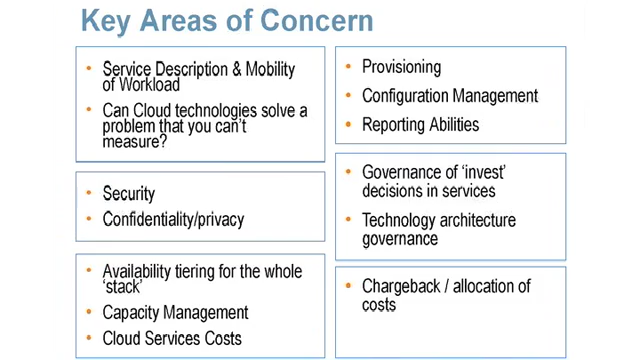 Key Areas of Concern
• Service Description & Mobility
of Workload
• Can Cloud technologies solve a
problem that you can't
measure?
• Security
• Confidentiality/privacy
• Availability tiering for the whole
'stack'
• Capacity Management
• Cloud Services Costs
• Provisioning
• Configuration Management
• Reporting Abilities
• Governance of 'invest'
decisions in services
• Technology architecture
governance
• Chargeback / allocation of
costs